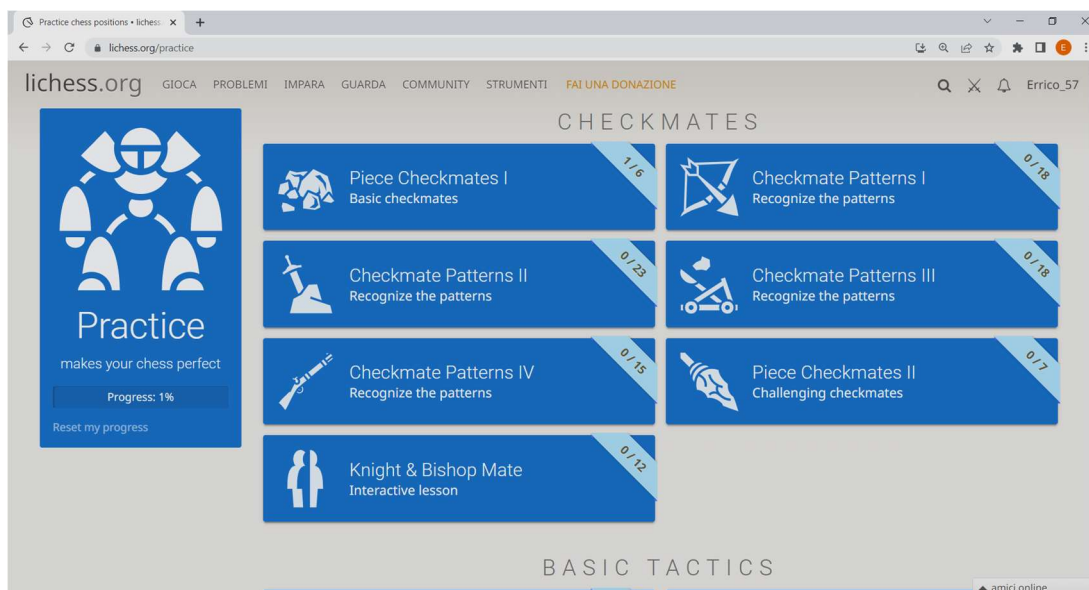 Practice chess positions • lichess
lichess.org/practice
E
lichess.org GIOCA PROBLEMI IMPARA GUARDA COMMUNITY STRUMENTI FAI UNA DONAZIONE Errico_57
Practice
makes your chess perfect
Progress: 1%
Reset my progress
CHECKMATES
Piece Checkmates I
Basic checkmates
1/6
Checkmate Patterns I
Recognize the patterns
0/18
Checkmate Patterns II
Recognize the patterns
0/23
Checkmate Patterns III
Recognize the patterns
0/18
Checkmate Patterns IV
Recognize the patterns
0/15
Piece Checkmates II
Challenging checkmates
0/7
Knight & Bishop Mate
Interactive lesson
0/12
BASIC TACTICS
amici online